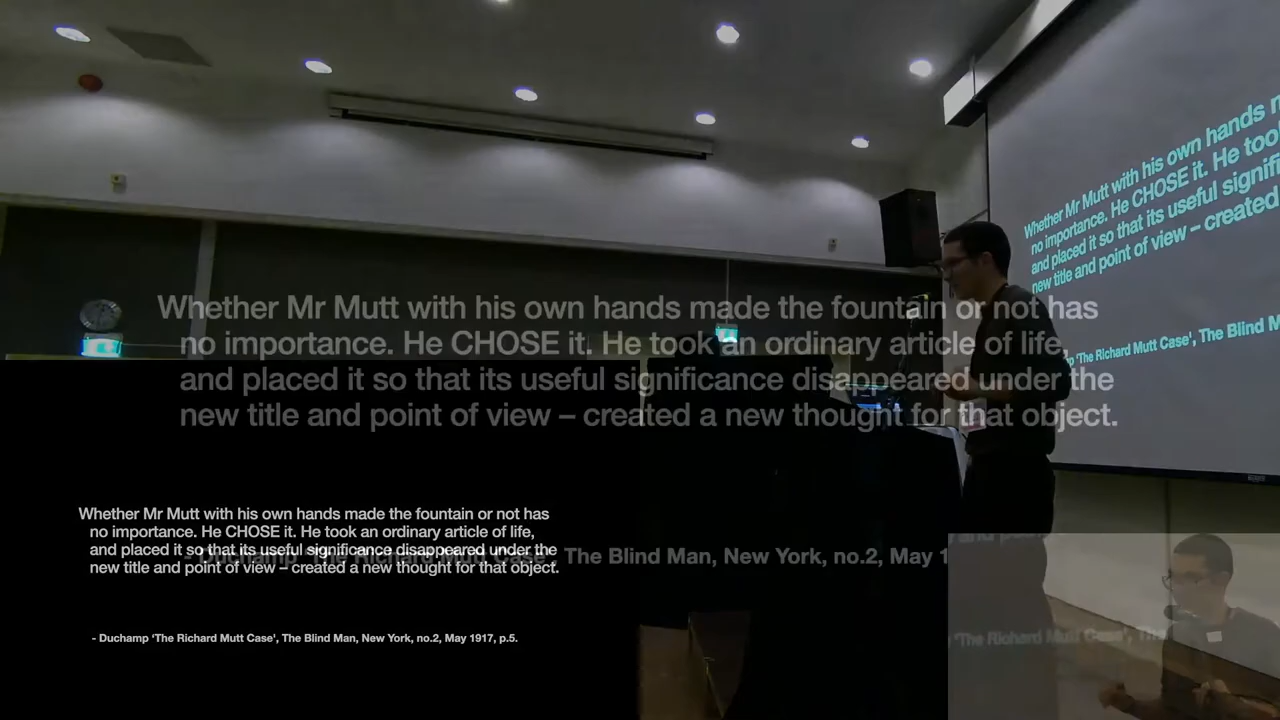 Whether Mr Mutt with his own hands
no importance. He CHOSE it. He too
and placed it so that its useful signifi
new title and point of view – created
'The Richard Mutt Case', The Blind M
Whether Mr Mutt with his own hands made the fountain or not has
no importance. He CHOSE it. He took an ordinary article of life,
and placed it so that its useful significance disappeared under the
new title and point of view – created a new thought for that object.
- Duchamp 'The Richard Mutt Case', The Blind Man, New York, no.2, May 1
Whether Mr Mutt with his own hands made the fountain or not has
no importance. He CHOSE it. He took an ordinary article of life,
and placed it so that its useful significance disappeared under the
new title and point of view – created a new thought for that object.
- Duchamp 'The Richard Mutt Case', The Blind Man, New York, no.2, May 1917, p.5.
'The Richard Mutt Case', The